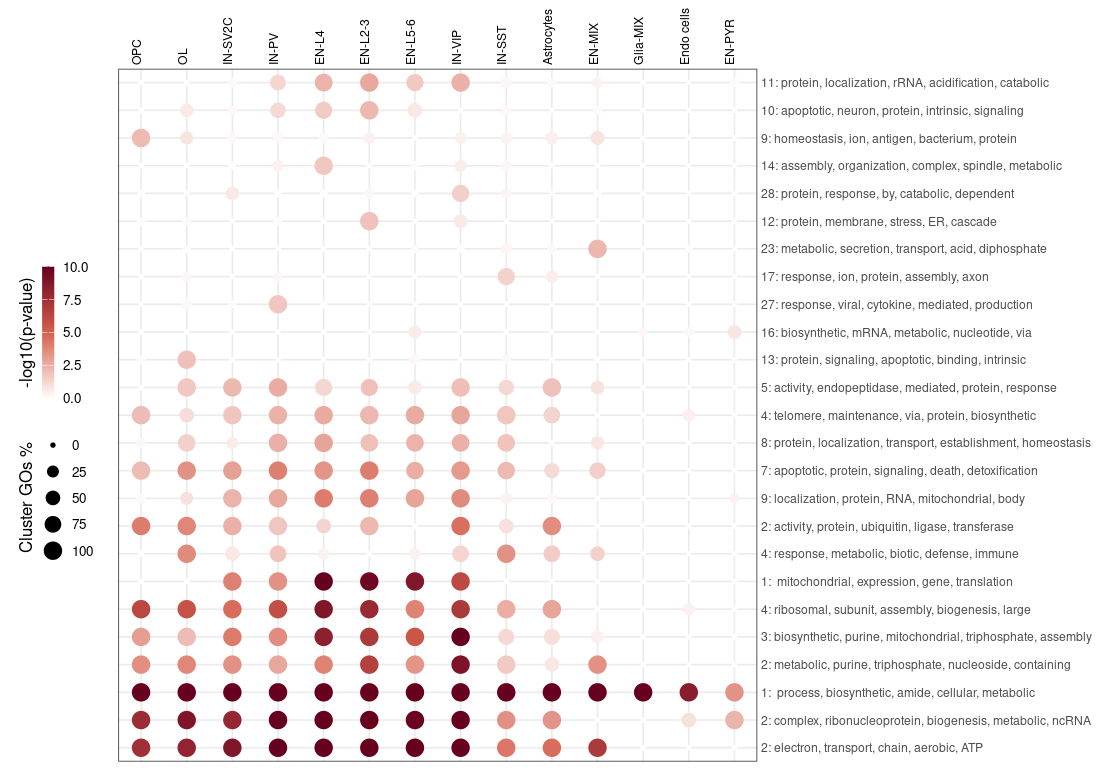 OPC
OL
IN-SV2C
IN-PV
EN-L4
EN-L2-3
EN-L5-6
IN-VIP
IN-SST
Astrocytes
EN-MIX
Glia-MIX
Endo cells
EN-PYR
11: protein, localization, rRNA, acidification, catabolic
10: apoptotic, neuron, protein, intrinsic, signaling
9: homeostasis, ion, antigen, bacterium, protein
14: assembly, organization, complex, spindle, metabolic
28: protein, response, by, catabolic, dependent
12: protein, membrane, stress, ER, cascade
23: metabolic, secretion, transport, acid, diphosphate
17: response, ion, protein, assembly, axon
27: response, viral, cytokine, mediated, production
16: biosynthetic, mRNA, metabolic, nucleotide, via
13: protein, signaling, apoptotic, binding, intrinsic
5: activity, endopeptidase, mediated, protein, response
4: telomere, maintenance, via, protein, biosynthetic
8: protein, localization, transport, establishment, homeostasis
7: apoptotic, protein, signaling, death, detoxification
9: localization, protein, RNA, mitochondrial, body
2: activity, protein, ubiquitin, ligase, transferase
4: response, metabolic, biotic, defense, immune
1: mitochondrial, expression, gene, translation
4: ribosomal, subunit, assembly, biogenesis, large
3: biosynthetic, purine, mitochondrial, triphosphate, assembly
2: metabolic, purine, triphosphate, nucleoside, containing
1: process, biosynthetic, amide, cellular, metabolic
2: complex, ribonucleoprotein, biogenesis, metabolic, ncRNA
2: electron, transport, chain, aerobic, ATP
-log10(p-value)
10.0
7.5
5.0
2.5
0.0
Cluster GOs %
0
25
50
75
100